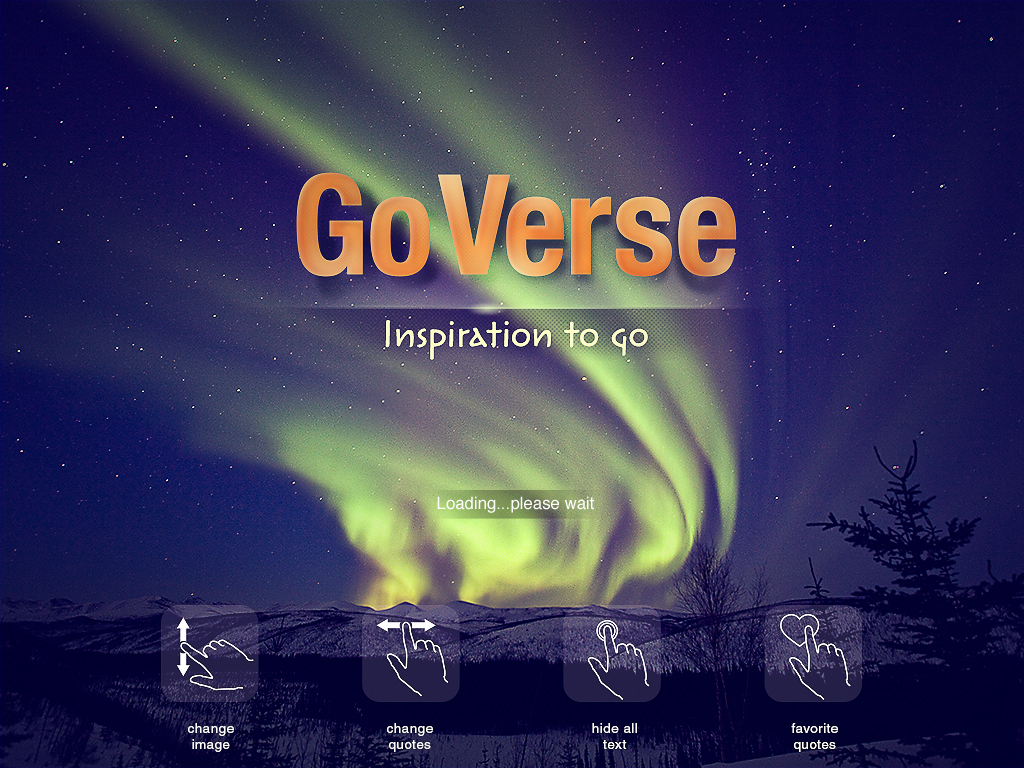 GoVerse
Inspiration to go
Loading...please wait
change
image
change
quotes
hide all
text
favorite
quotes